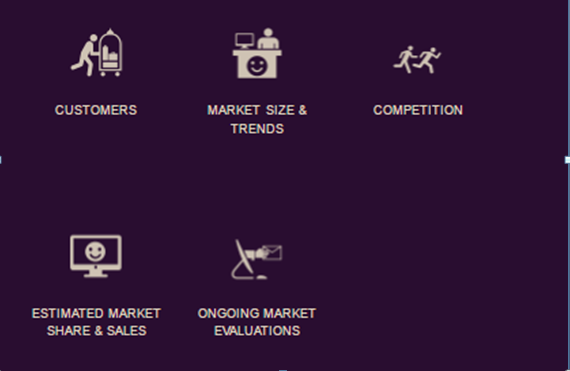 CUSTOMERS
MARKET SIZE &
TRENDS
COMPETITION
ESTIMATED MARKET
SHARE & SALES
ONGOING MARKET
EVALUATIONS